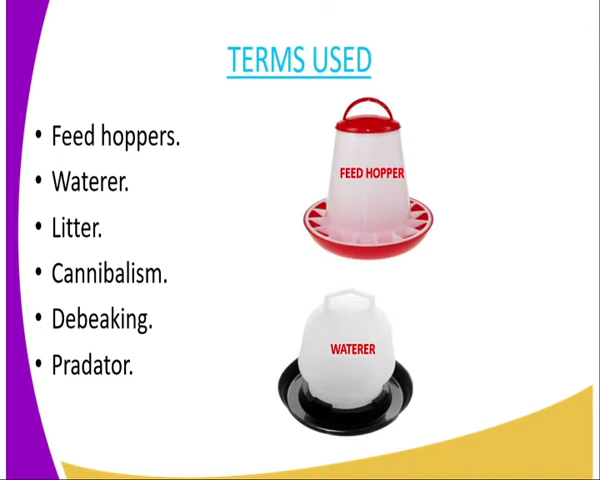 TERMS USED
• Feed hoppers.
• Waterer.
• Litter.
• Cannibalism.
• Debeaking.
• Pradator.
FEED HOPPER
WATERER